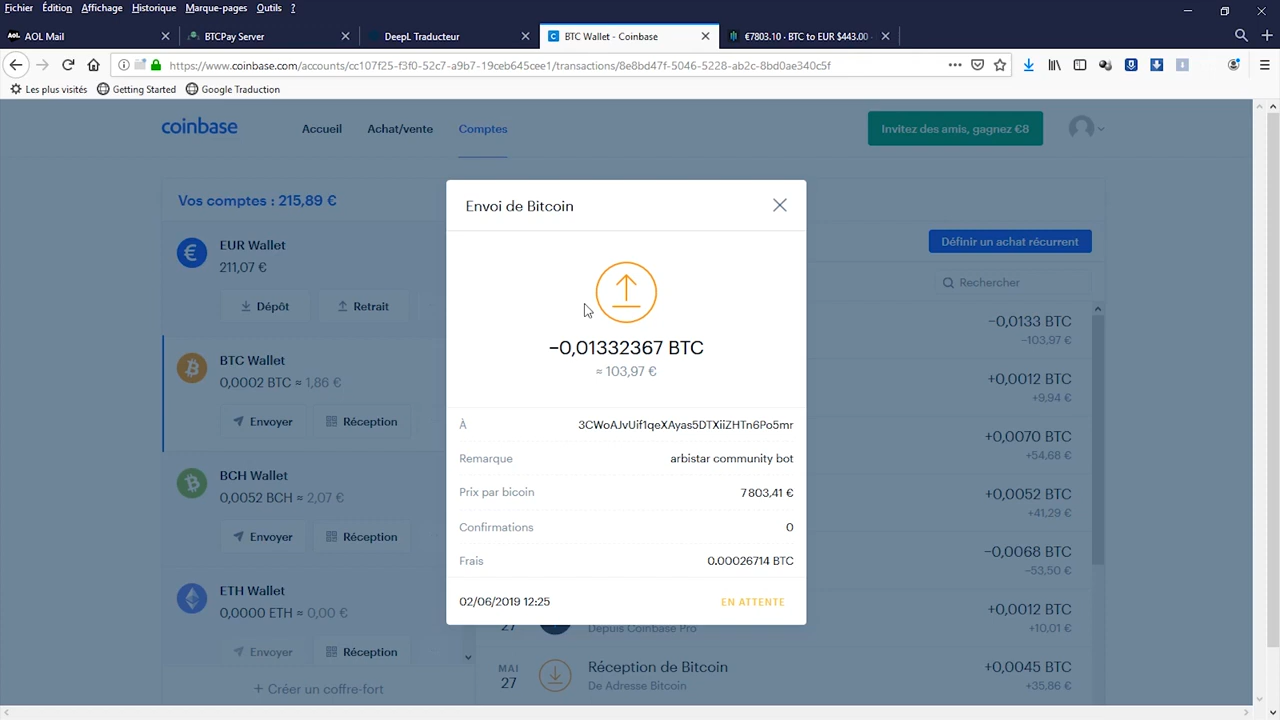 Fichier Édition Affichage Historique Marque-pages Outils ?
AOL Mail
BTCPay Server
DeepL Traducteur
BTC Wallet - Coinbase
€7803.10 · BTC to EUR $443.00 ·
https://www.coinbase.com/accounts/cc107f25-f3f0-52c7-a9b7-19ceb645cee1/transactions/8e8bd47f-5046-5228-ab2c-8bd0ae340c5f
Les plus visités Getting Started Google Traduction
coinbase
Accueil
Achat/vente
Comptes
Invitez des amis, gagnez €8
Vos comptes : 215,89 €
EUR Wallet
211,07 €
Dépôt
Retrait
BTC Wallet
0,0002 BTC ≈ 1,86 €
Envoyer
Réception
BCH Wallet
0,0052 BCH ≈ 2,07 €
Envoyer
Réception
ETH Wallet
0,0000 ETH ≈ 0,00 €
Envoyer
Réception
+ Créer un coffre-fort
Envoi de Bitcoin
−0,01332367 BTC
≈ 103,97 €
À 3CWoAJvUif1qeXAyas5DTXiiZHTn6Po5mr
Remarque arbistar community bot
Prix par bicoin 7 803,41 €
Confirmations 0
Frais 0.00026714 BTC
02/06/2019 12:25 EN ATTENTE
Définir un achat récurrent
Rechercher
−0,0133 BTC
−103,97 €
+0,0012 BTC
+9,94 €
+0,0070 BTC
+54,68 €
+0,0052 BTC
+41,29 €
−0,0068 BTC
−53,50 €
27
Depuis Coinbase Pro
+0,0012 BTC
+10,01 €
MAI
27
Réception de Bitcoin
De Adresse Bitcoin
+0,0045 BTC
+35,86 €